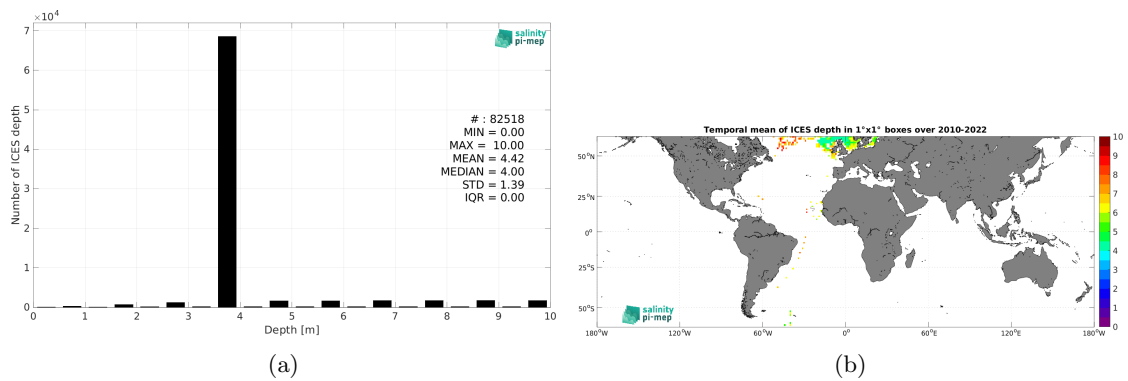 ×10⁴
7
6
5
4
3
2
1
0
Number of ICES depth
salinity
pi-mep
# : 82518
MIN = 0.00
MAX = 10.00
MEAN = 4.42
MEDIAN = 4.00
STD = 1.39
IQR = 0.00
0 1 2 3 4 5 6 7 8 9 10
Depth [m]
(a)
Temporal mean of ICES depth in 1°x1° boxes over 2010-2022
50°N
25°N
0°
25°S
50°S
180°W 120°W 60°W 0° 60°E 120°E 180°W
10
9
8
7
6
5
4
3
2
1
0
salinity
pi-mep
(b)